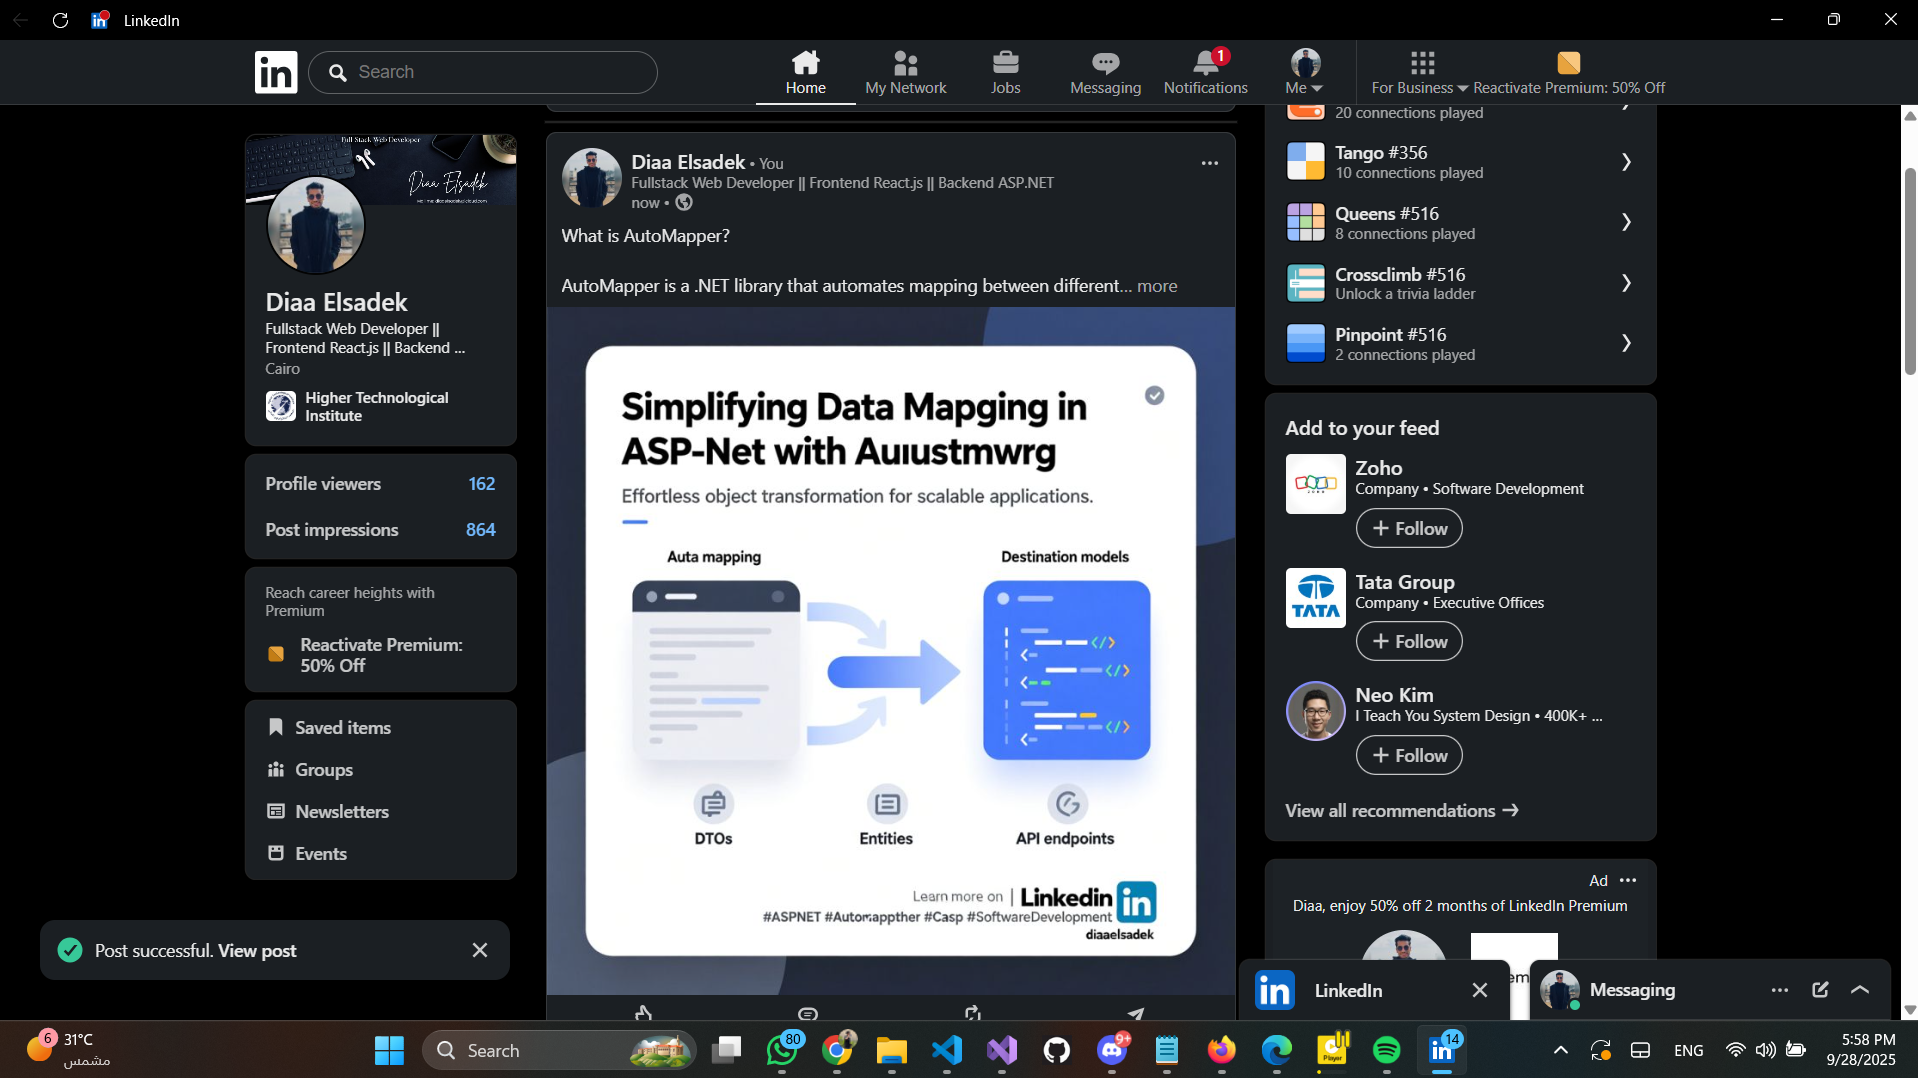 LinkedIn
in
Search
Home
My Network
Jobs
Messaging
1
Notifications
Me
For Business
Reactivate Premium: 50% Off
Full Stack Web Developer
Diaa Elsadek
Diaa Elsadek
Fullstack Web Developer ||
Frontend React.js || Backend ...
Cairo
Higher Technological
Institute
Profile viewers 162
Post impressions 864
Reach career heights with
Premium
Reactivate Premium:
50% Off
Saved items
Groups
Newsletters
Events
Post successful. View post
Diaa Elsadek • You
Fullstack Web Developer || Frontend React.js || Backend ASP.NET
now •
What is AutoMapper?
AutoMapper is a .NET library that automates mapping between different... more
Simplifying Data Mapging in
ASP-Net with Auıustmwrg
Effortless object transformation for scalable applications.
Auta mapping
Destination models
DTOs
Entities
API endpoints
Learn more on | Linkedin in
#ASPNET #Automappther #Casp #SoftwareDevelopment
diaaelsadek
20 connections played
Tango #356
10 connections played
Queens #516
8 connections played
Crossclimb #516
Unlock a trivia ladder
Pinpoint #516
2 connections played
Add to your feed
ZOHO
Zoho
Company • Software Development
+ Follow
TATA
Tata Group
Company • Executive Offices
+ Follow
Neo Kim
I Teach You System Design • 400K+ ...
+ Follow
View all recommendations →
Ad
Diaa, enjoy 50% off 2 months of LinkedIn Premium
in LinkedIn
Messaging
6
31°C
مشمس
Search
80
9+
Player
in
14
ENG
5:58 PM
9/28/2025